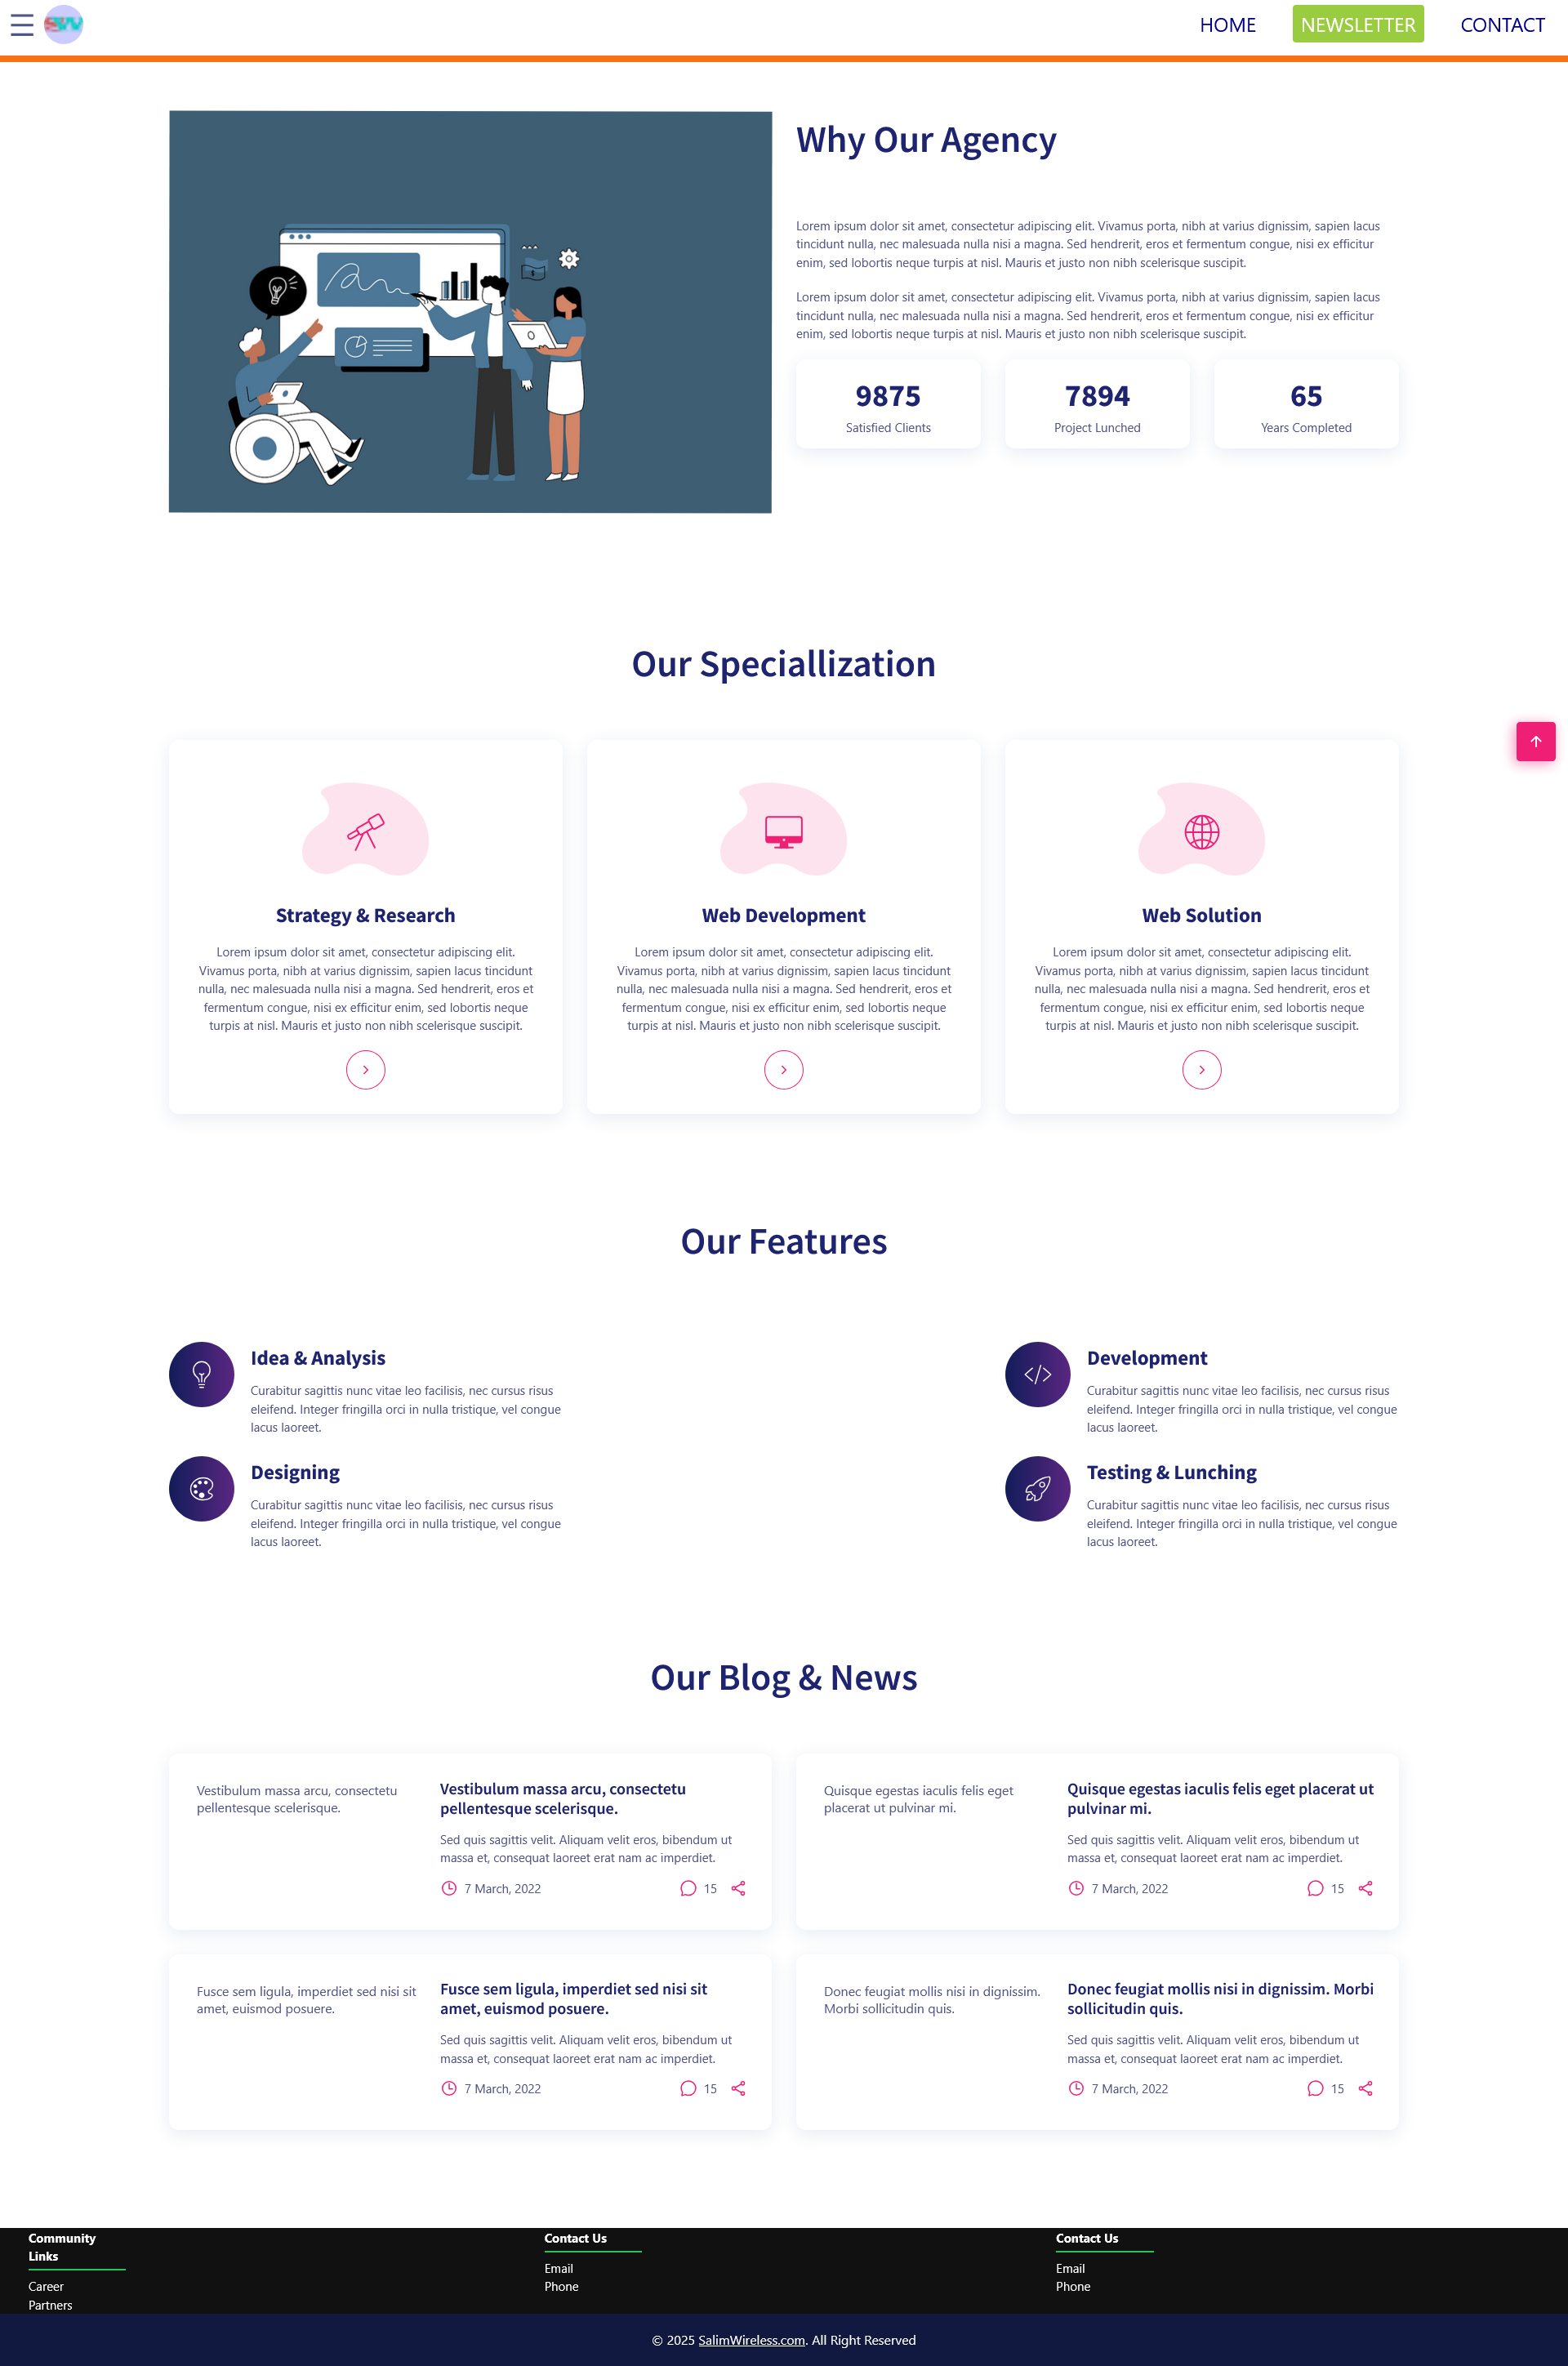 SW
HOME
NEWSLETTER
CONTACT
Why Our Agency
Lorem ipsum dolor sit amet, consectetur adipiscing elit. Vivamus porta, nibh at varius dignissim, sapien lacus
tincidunt nulla, nec malesuada nulla nisi a magna. Sed hendrerit, eros et fermentum congue, nisi ex efficitur
enim, sed lobortis neque turpis at nisl. Mauris et justo non nibh scelerisque suscipit.
Lorem ipsum dolor sit amet, consectetur adipiscing elit. Vivamus porta, nibh at varius dignissim, sapien lacus
tincidunt nulla, nec malesuada nulla nisi a magna. Sed hendrerit, eros et fermentum congue, nisi ex efficitur
enim, sed lobortis neque turpis at nisl. Mauris et justo non nibh scelerisque suscipit.
9875
Satisfied Clients
7894
Project Lunched
65
Years Completed
Our Speciallization
Strategy & Research
Lorem ipsum dolor sit amet, consectetur adipiscing elit.
Vivamus porta, nibh at varius dignissim, sapien lacus tincidunt
nulla, nec malesuada nulla nisi a magna. Sed hendrerit, eros et
fermentum congue, nisi ex efficitur enim, sed lobortis neque
turpis at nisl. Mauris et justo non nibh scelerisque suscipit.
Web Development
Lorem ipsum dolor sit amet, consectetur adipiscing elit.
Vivamus porta, nibh at varius dignissim, sapien lacus tincidunt
nulla, nec malesuada nulla nisi a magna. Sed hendrerit, eros et
fermentum congue, nisi ex efficitur enim, sed lobortis neque
turpis at nisl. Mauris et justo non nibh scelerisque suscipit.
Web Solution
Lorem ipsum dolor sit amet, consectetur adipiscing elit.
Vivamus porta, nibh at varius dignissim, sapien lacus tincidunt
nulla, nec malesuada nulla nisi a magna. Sed hendrerit, eros et
fermentum congue, nisi ex efficitur enim, sed lobortis neque
turpis at nisl. Mauris et justo non nibh scelerisque suscipit.
Our Features
Idea & Analysis
Curabitur sagittis nunc vitae leo facilisis, nec cursus risus
eleifend. Integer fringilla orci in nulla tristique, vel congue
lacus laoreet.
Designing
Curabitur sagittis nunc vitae leo facilisis, nec cursus risus
eleifend. Integer fringilla orci in nulla tristique, vel congue
lacus laoreet.
Development
Curabitur sagittis nunc vitae leo facilisis, nec cursus risus
eleifend. Integer fringilla orci in nulla tristique, vel congue
lacus laoreet.
Testing & Lunching
Curabitur sagittis nunc vitae leo facilisis, nec cursus risus
eleifend. Integer fringilla orci in nulla tristique, vel congue
lacus laoreet.
Our Blog & News
Vestibulum massa arcu, consectetu
pellentesque scelerisque.
Vestibulum massa arcu, consectetu
pellentesque scelerisque.
Sed quis sagittis velit. Aliquam velit eros, bibendum ut
massa et, consequat laoreet erat nam ac imperdiet.
7 March, 2022
15
Quisque egestas iaculis felis eget
placerat ut pulvinar mi.
Quisque egestas iaculis felis eget placerat ut
pulvinar mi.
Sed quis sagittis velit. Aliquam velit eros, bibendum ut
massa et, consequat laoreet erat nam ac imperdiet.
7 March, 2022
15
Fusce sem ligula, imperdiet sed nisi sit
amet, euismod posuere.
Fusce sem ligula, imperdiet sed nisi sit
amet, euismod posuere.
Sed quis sagittis velit. Aliquam velit eros, bibendum ut
massa et, consequat laoreet erat nam ac imperdiet.
7 March, 2022
15
Donec feugiat mollis nisi in dignissim.
Morbi sollicitudin quis.
Donec feugiat mollis nisi in dignissim. Morbi
sollicitudin quis.
Sed quis sagittis velit. Aliquam velit eros, bibendum ut
massa et, consequat laoreet erat nam ac imperdiet.
7 March, 2022
15
Community
Links
Career
Partners
Contact Us
Email
Phone
Contact Us
Email
Phone
© 2025 SalimWireless.com. All Right Reserved